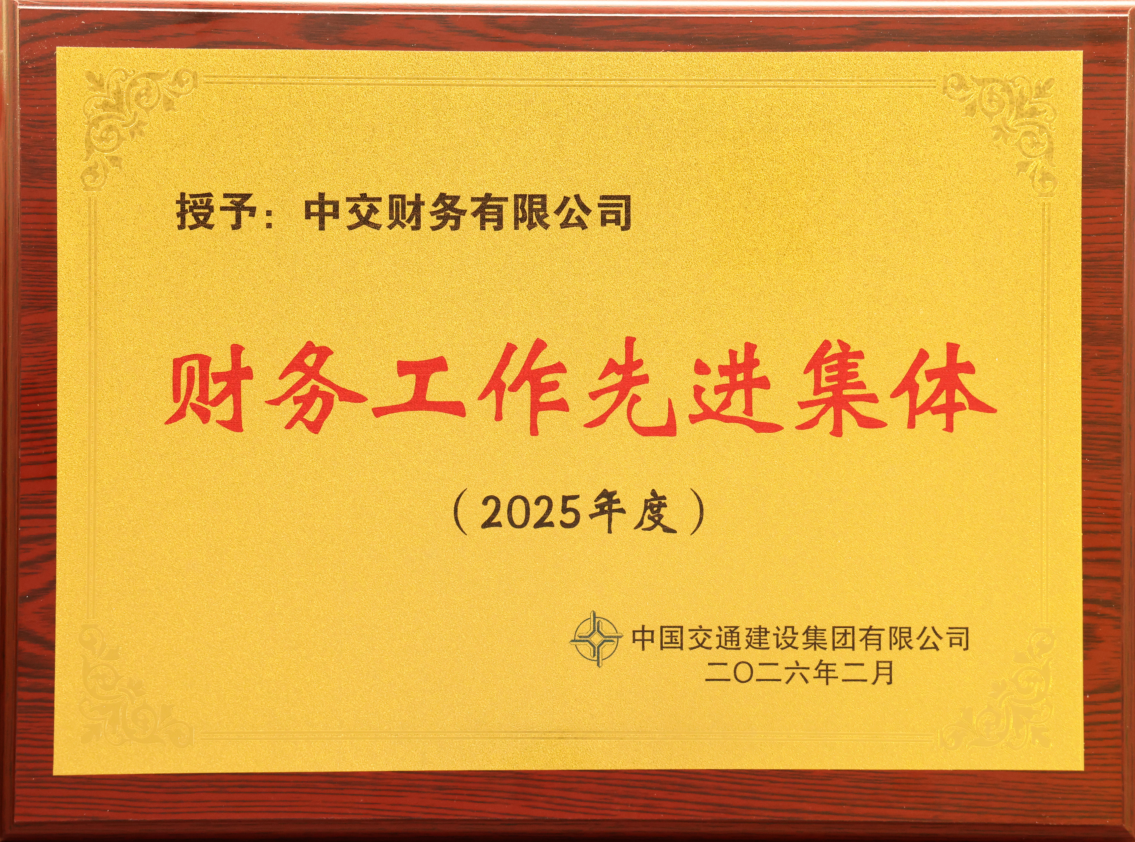 授予：中交财务有限公司
财务工作先进集体
（2025年度）
中国交通建设集团有限公司
二〇二六年二月